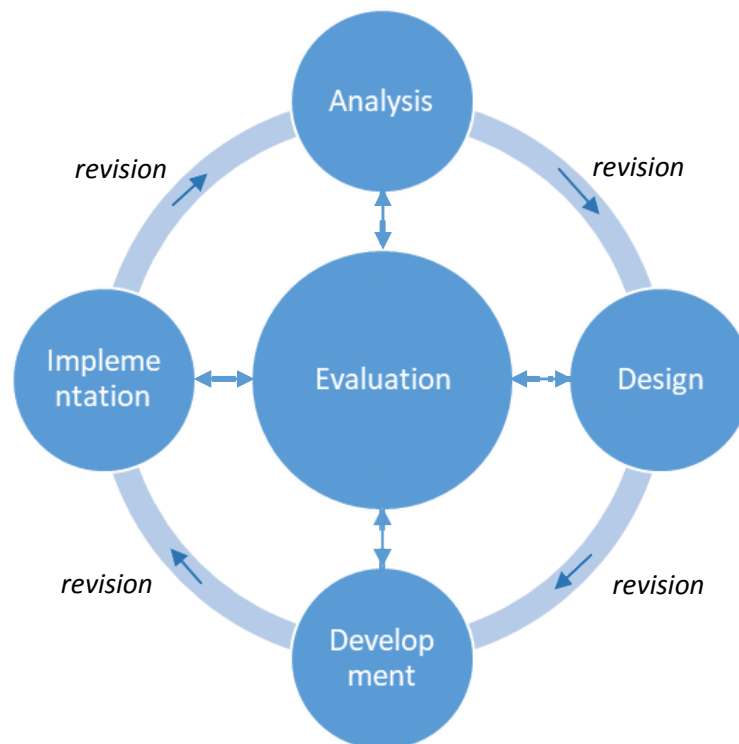 Analysis
revision
revision
Impleme
ntation
Evaluation
Design
revision
revision
Develop
ment